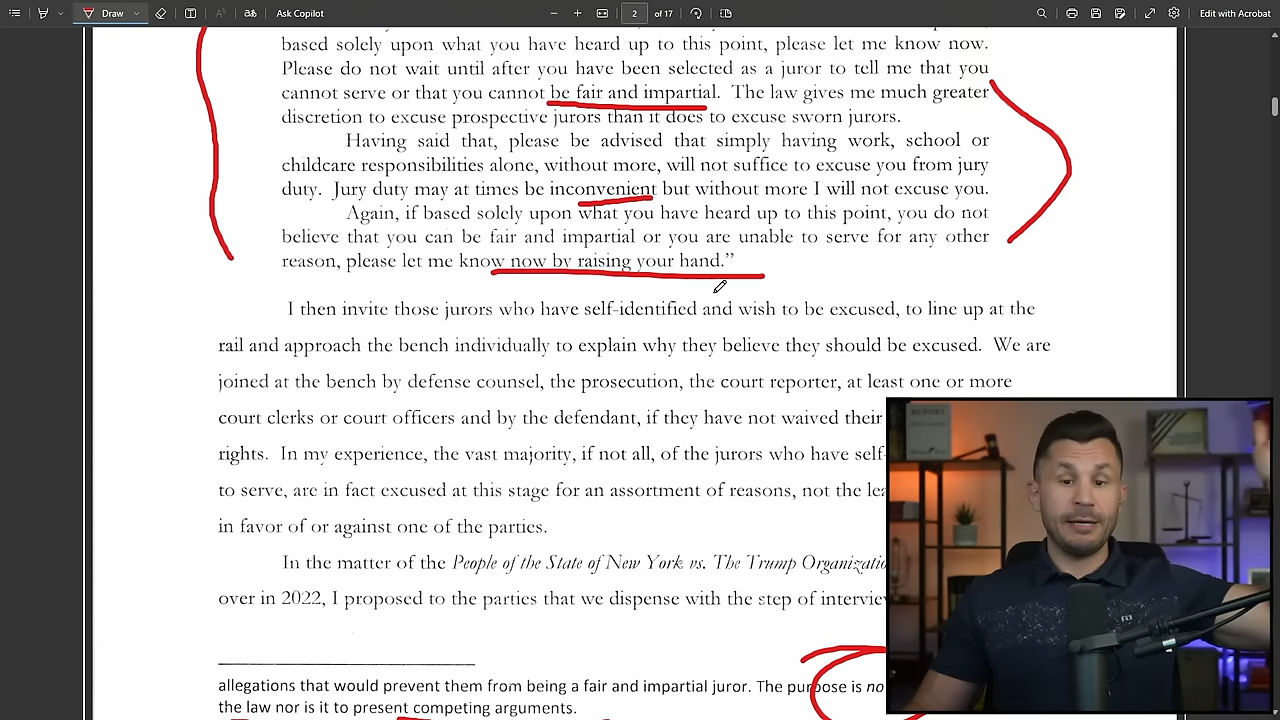 Draw
Ask Copilot
2 of 17
Edit with Acrobat
based solely upon what you have heard up to this point, please let me know now.
Please do not wait until after you have been selected as a juror to tell me that you
cannot serve or that you cannot be fair and impartial. The law gives me much greater
discretion to excuse prospective jurors than it does to excuse sworn jurors.
Having said that, please be advised that simply having work, school or
childcare responsibilities alone, without more, will not suffice to excuse you from jury
duty. Jury duty may at times be inconvenient but without more I will not excuse you.
Again, if based solely upon what you have heard up to this point, you do not
believe that you can be fair and impartial or you are unable to serve for any other
reason, please let me know now by raising your hand.”
I then invite those jurors who have self-identified and wish to be excused, to line up at the
rail and approach the bench individually to explain why they believe they should be excused. We are
joined at the bench by defense counsel, the prosecution, the court reporter, at least one or more
court clerks or court officers and by the defendant, if they have not waived their
rights. In my experience, the vast majority, if not all, of the jurors who have self-
to serve, are in fact excused at this stage for an assortment of reasons, not the
in favor of or against one of the parties.
In the matter of the People of the State of New York vs. The Trump
over in 2022, I proposed to the parties that we dispense with the step of
allegations that would prevent them from being a fair and impartial juror. The purpose is no
the law nor is it to present competing arguments.